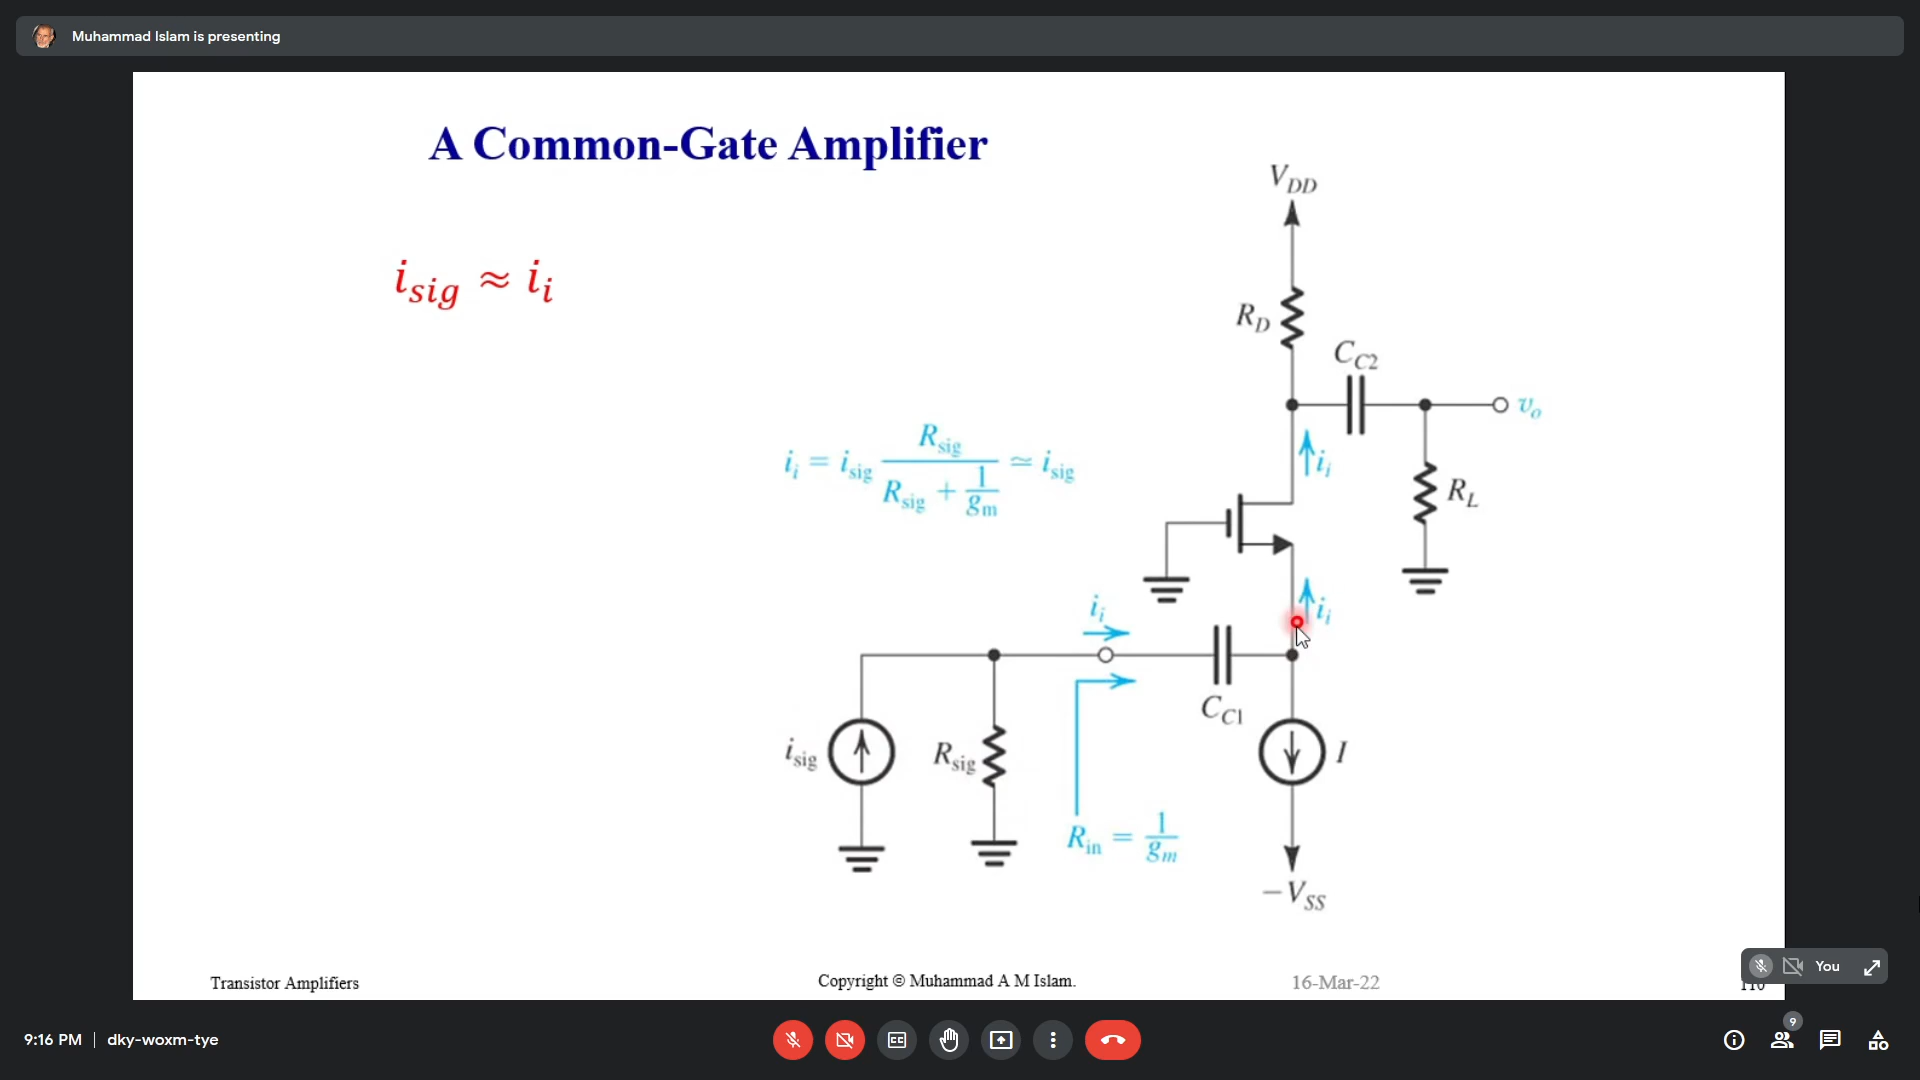 Muhammad Islam is presenting
A Common-Gate Amplifier
i_sig ≈ i_i
V_DD
R_D
C_C2
v_o
i_i
R_L
i_i = i_sig R_sig / (R_sig + 1/g_m) ≃ i_sig
i_i
i_i
C_C1
i_sig
R_sig
I
R_in = 1/g_m
−V_SS
Transistor Amplifiers
Copyright © Muhammad A M Islam.
16-Mar-22
You
110
9:16 PM | dky-woxm-tye
CC
9